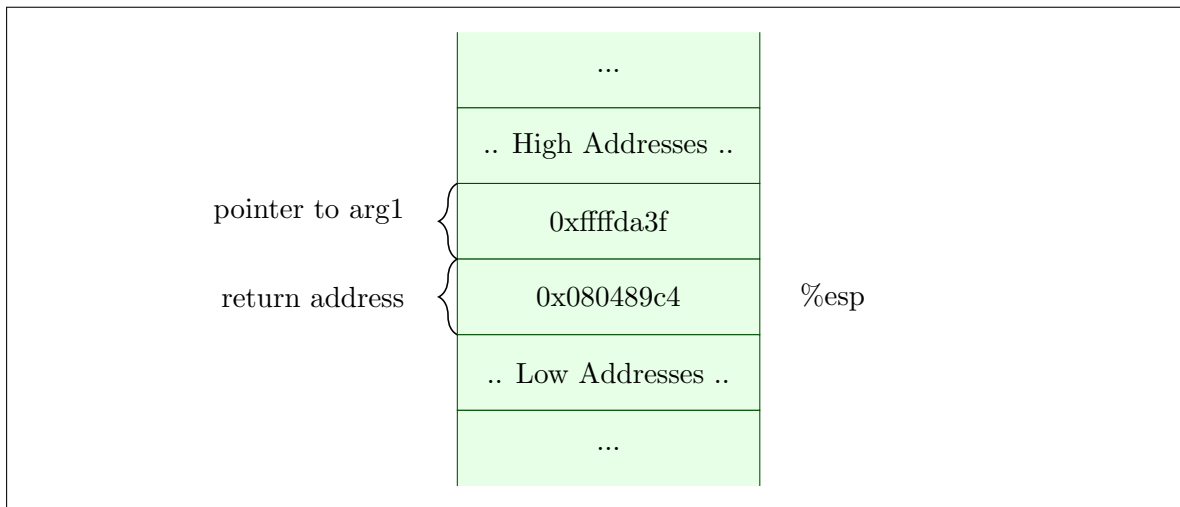 ...
.. High Addresses ..
pointer to arg1
0xffffda3f
return address
0x080489c4
%esp
.. Low Addresses ..
...